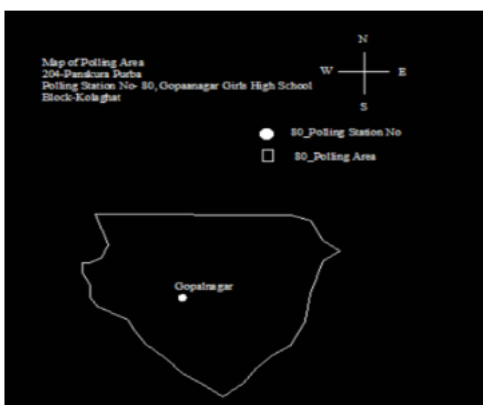 Map of Polling Area
204-Panskura Purba
Polling Station No- 80, Gopaanagar Girls High School
Block-Kolaghat
N
W E
S
80_Polling Station No
80_Polling Area
Gopalnagar